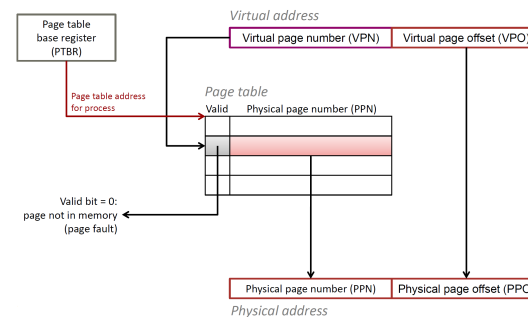 Virtual address
Page table
base register
(PTBR)
Virtual page number (VPN)
Virtual page offset (VPO)
Page table
Page table address
for process
Valid
Physical page number (PPN)
Valid bit = 0:
page not in memory
(page fault)
Physical page number (PPN)
Physical page offset (PPO
Physical address